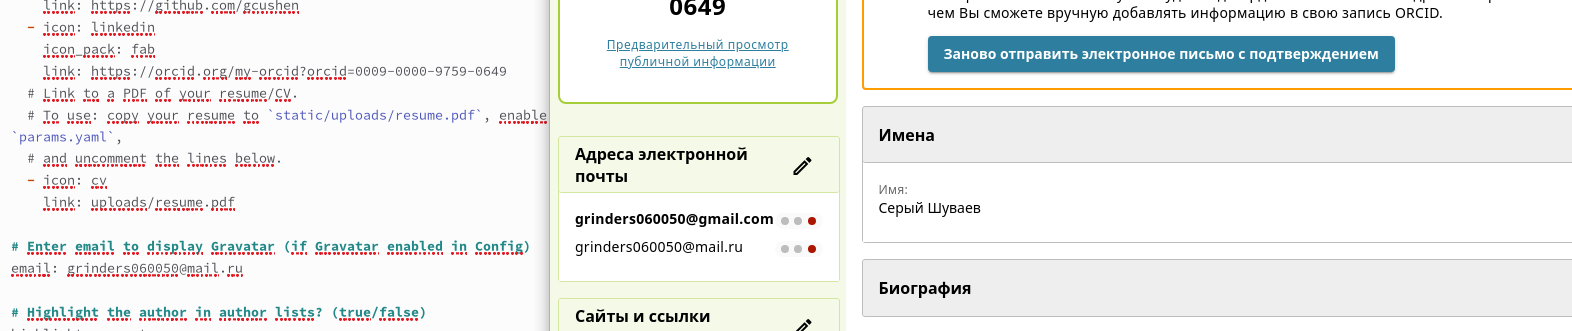 link: https://github.com/gcushen
- icon: linkedin
icon_pack: fab
link: https://orcid.org/my-orcid?orcid=0009-0000-9759-0649
# Link to a PDF of your resume/CV.
# To use: copy your resume to `static/uploads/resume.pdf`, enable
`params.yaml`,
# and uncomment the lines below.
- icon: cv
link: uploads/resume.pdf
# Enter email to display Gravatar (if Gravatar enabled in Config)
email: grinders060050@mail.ru
# Highlight the author in author lists? (true/false)
0649
Предварительный просмотр
публичной информации
Адреса электронной
почты
grinders060050@gmail.com
grinders060050@mail.ru
Сайты и ссылки
чем Вы сможете вручную добавлять информацию в свою запись ORCID.
Заново отправить электронное письмо с подтверждением
Имена
Имя:
Серый Шуваев
Биография